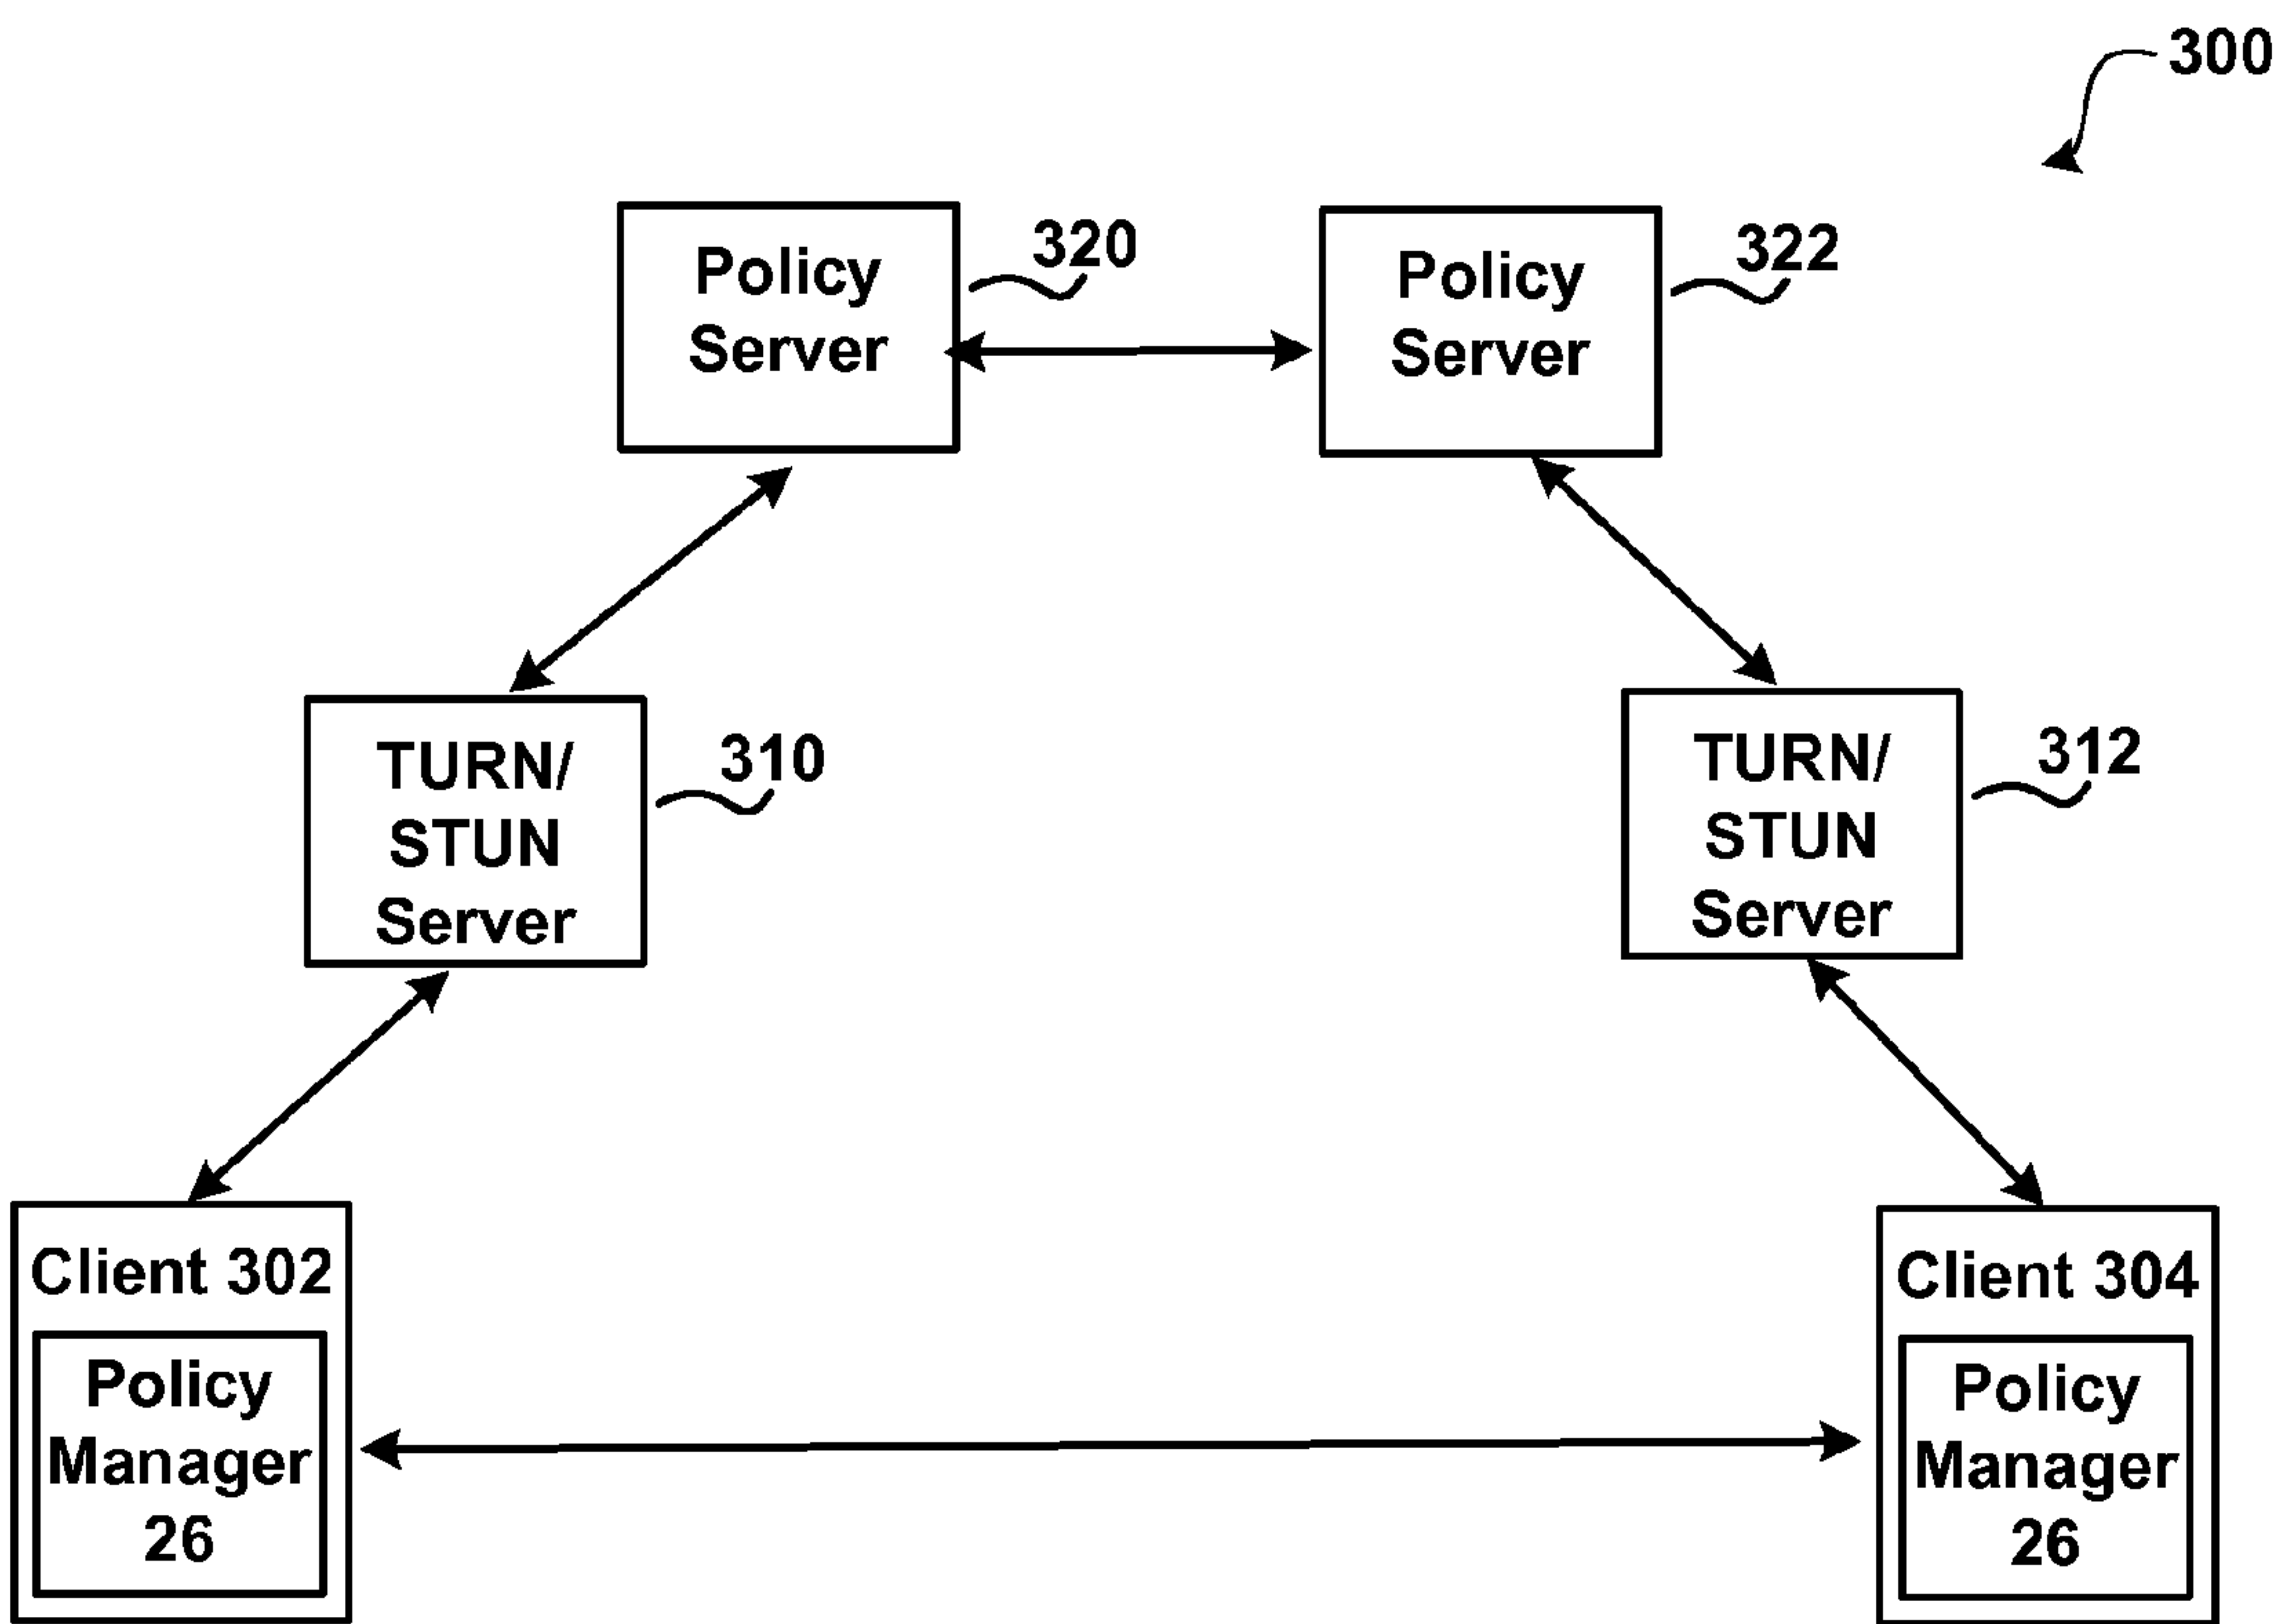 300
Policy
Server
320
Policy
Server
322
TURN/
STUN
Server
310
TURN/
STUN
Server
312
Client 302
Policy
Manager
26
Client 304
Policy
Manager
26